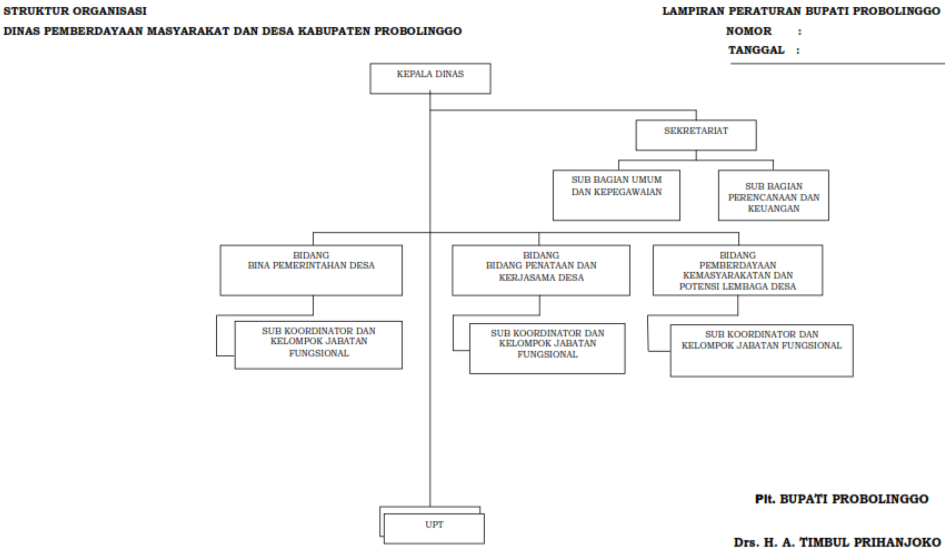 STRUKTUR ORGANISASI
DINAS PEMBERDAYAAN MASYARAKAT DAN DESA KABUPATEN PROBOLINGGO
LAMPIRAN PERATURAN BUPATI PROBOLINGGO
NOMOR :
TANGGAL :
KEPALA DINAS
SEKRETARIAT
SUB BAGIAN UMUM
DAN KEPEGAWAIAN
SUB BAGIAN
PERENCANAAN DAN
KEUANGAN
BIDANG
BINA PEMERINTAHAN DESA
BIDANG
BIDANG PENATAAN DAN
KERJASAMA DESA
BIDANG
PEMBERDAYAAN
KEMASYARAKATAN DAN
POTENSI LEMBAGA DESA
SUB KOORDINATOR DAN
KELOMPOK JABATAN
FUNGSIONAL
SUB KOORDINATOR DAN
KELOMPOK JABATAN
FUNGSIONAL
SUB KOORDINATOR DAN
KELOMPOK JABATAN FUNGSIONAL
UPT
Plt. BUPATI PROBOLINGGO
Drs. H. A. TIMBUL PRIHANJOKO